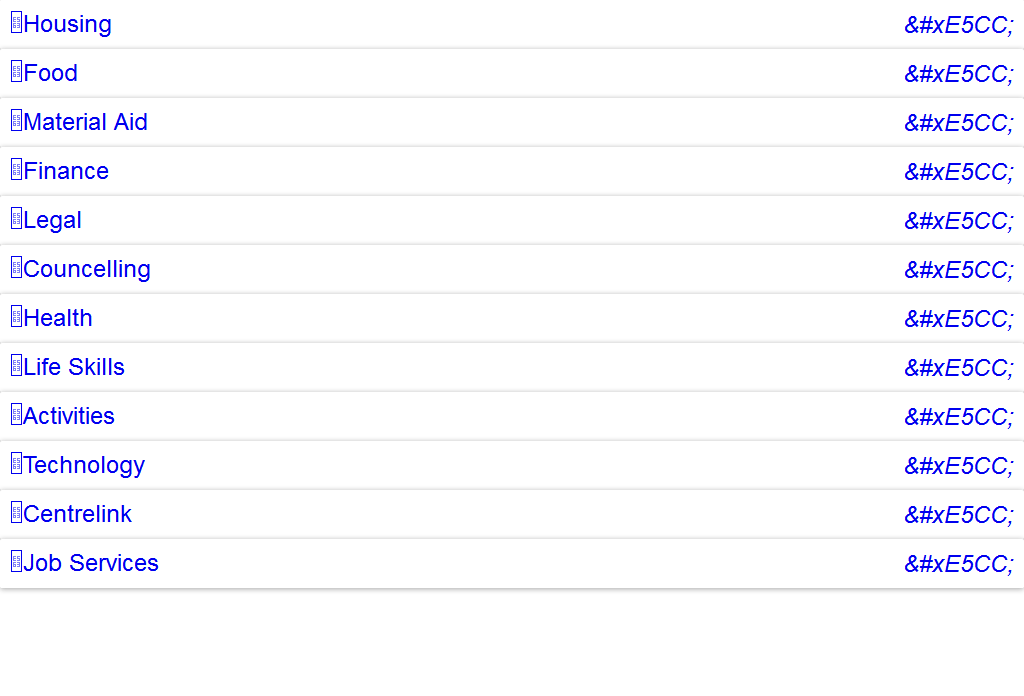 Housing &#xE5CC;
Food &#xE5CC;
Material Aid &#xE5CC;
Finance &#xE5CC;
Legal &#xE5CC;
Councelling &#xE5CC;
Health &#xE5CC;
Life Skills &#xE5CC;
Activities &#xE5CC;
Technology &#xE5CC;
Centrelink &#xE5CC;
Job Services &#xE5CC;